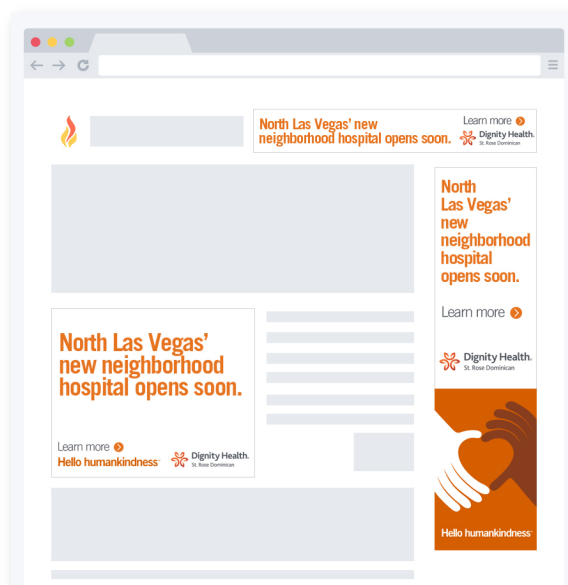 North Las Vegas' new
neighborhood hospital opens soon.
Learn more
Dignity Health.
St. Rose Dominican
North
Las Vegas'
new
neighborhood
hospital
opens soon.
Learn more
Dignity Health.
St. Rose Dominican
Hello humankindness
North Las Vegas'
new neighborhood
hospital opens soon.
Learn more
Hello humankindness
Dignity Health.
St. Rose Dominican